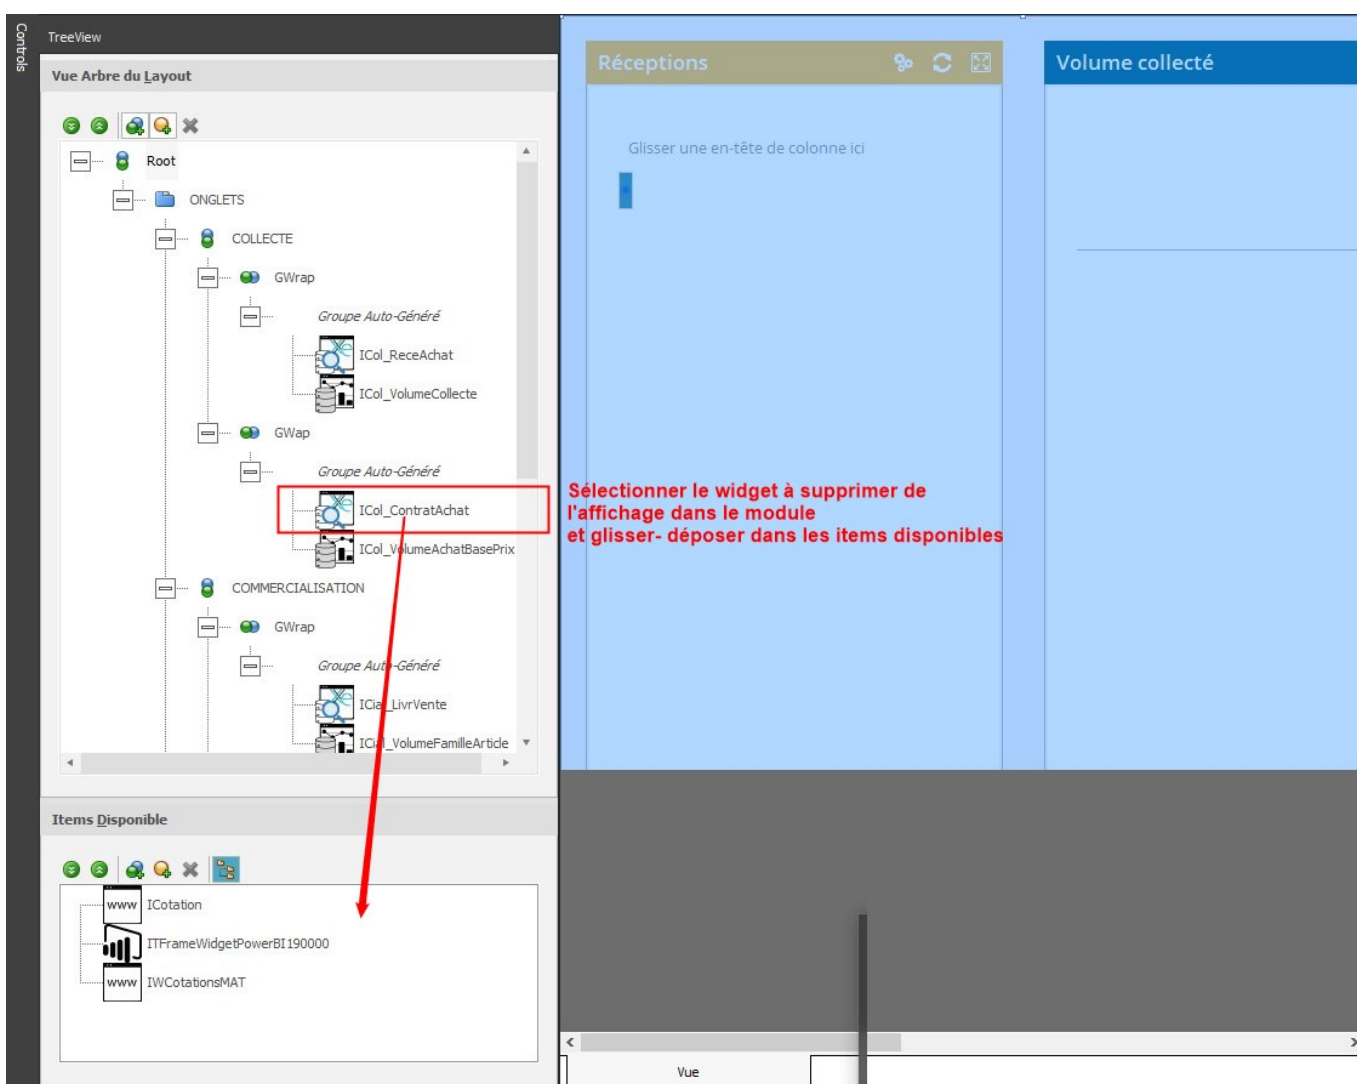 Controls
TreeView
Vue Arbre du Layout
Root
ONGLETS
COLLECTE
GWrap
Groupe Auto-Généré
ICol_ReceAchat
ICol_VolumeCollecte
GWap
Groupe Auto-Généré
ICol_ContratAchat
ICol_VolumeAchatBasePrix
COMMERCIALISATION
GWrap
Groupe Auto-Généré
ICial_LivrVente
ICial_VolumeFamilleArticle
Items Disponible
www ICotation
ITFrameWidgetPowerBI190000
www IWCotationsMAT
Réceptions
Volume collecté
Glisser une en-tête de colonne ici
Sélectionner le widget à supprimer de
l'affichage dans le module
et glisser- déposer dans les items disponibles
Vue